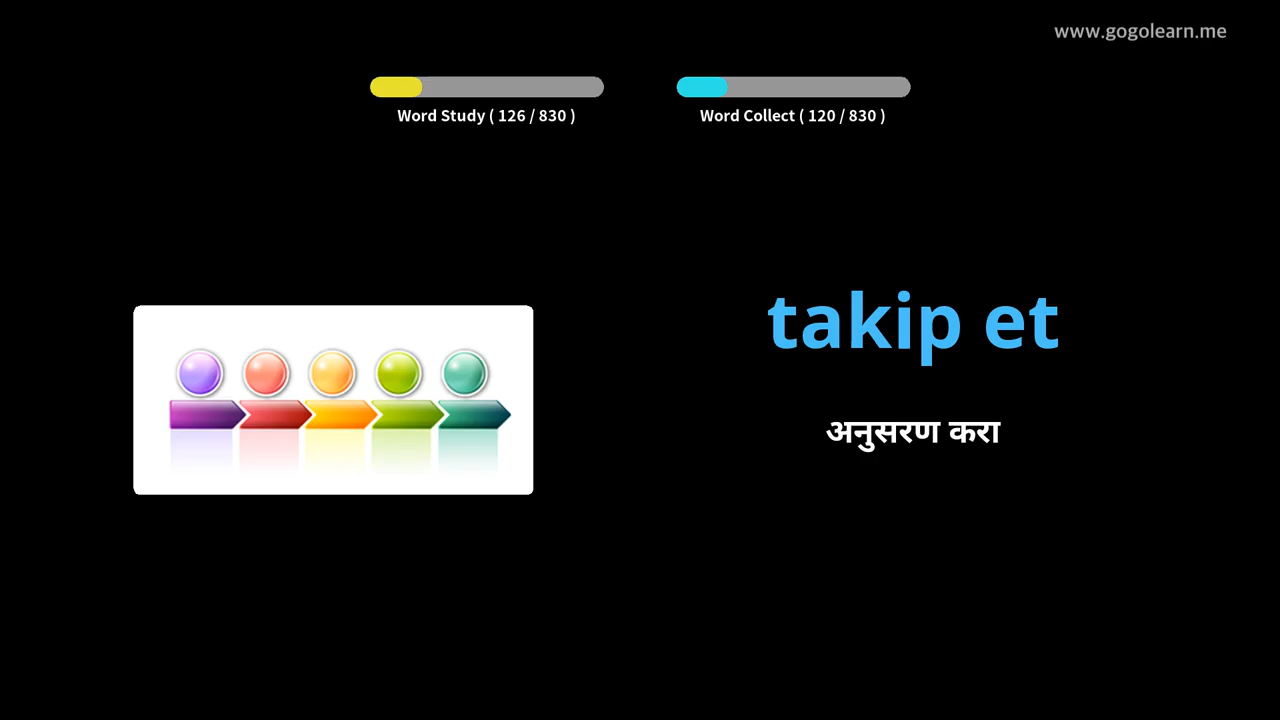 www.gogolearn.me
Word Study ( 126 / 830 )
Word Collect ( 120 / 830 )
takip et
अनुसरण करा